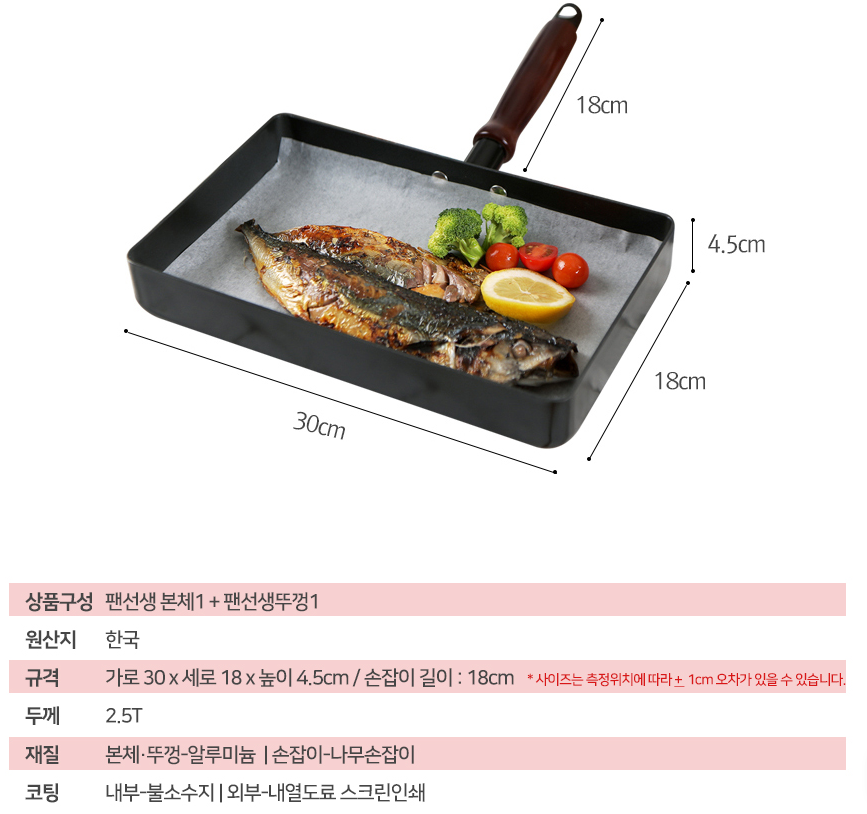 18cm
4.5cm
18cm
30cm
상품구성 팬선생 본체1 + 팬선생뚜껑1
원산지 한국
규격 가로 30 x 세로 18 x 높이 4.5cm / 손잡이 길이 : 18cm * 사이즈는 측정위치에 따라 ± 1cm 오차가 있을 수 있습니다.
두께 2.5T
재질 본체·뚜껑-알루미늄 | 손잡이-나무손잡이
코팅 내부-불소수지 | 외부-내열도료 스크린인쇄